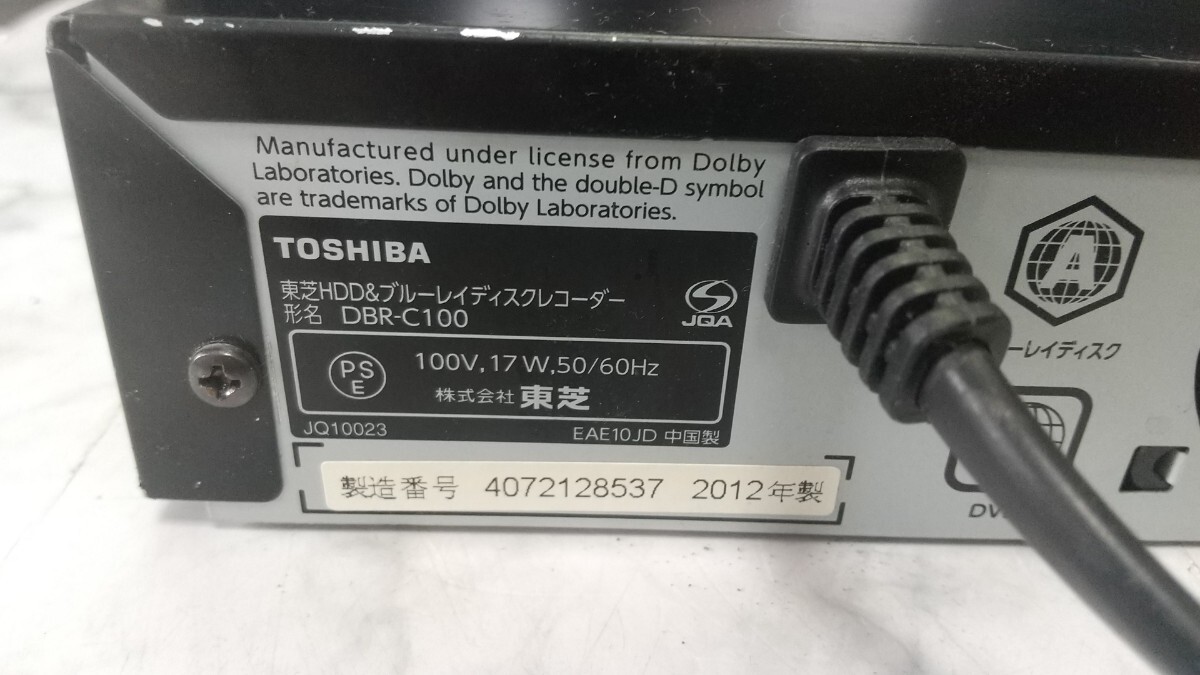 Manufactured under license from Dolby
Laboratories. Dolby and the double-D symbol
are trademarks of Dolby Laboratories.
TOSHIBA
東芝HDD&ブルーレイディスクレコーダー
形名 DBR-C100
JQA
PS
E
100V,17W,50/60Hz
株式会社 東芝
JQ10023
EAE10JD 中国製
製造番号 4072128537 2012年製
A
ーレイディスク